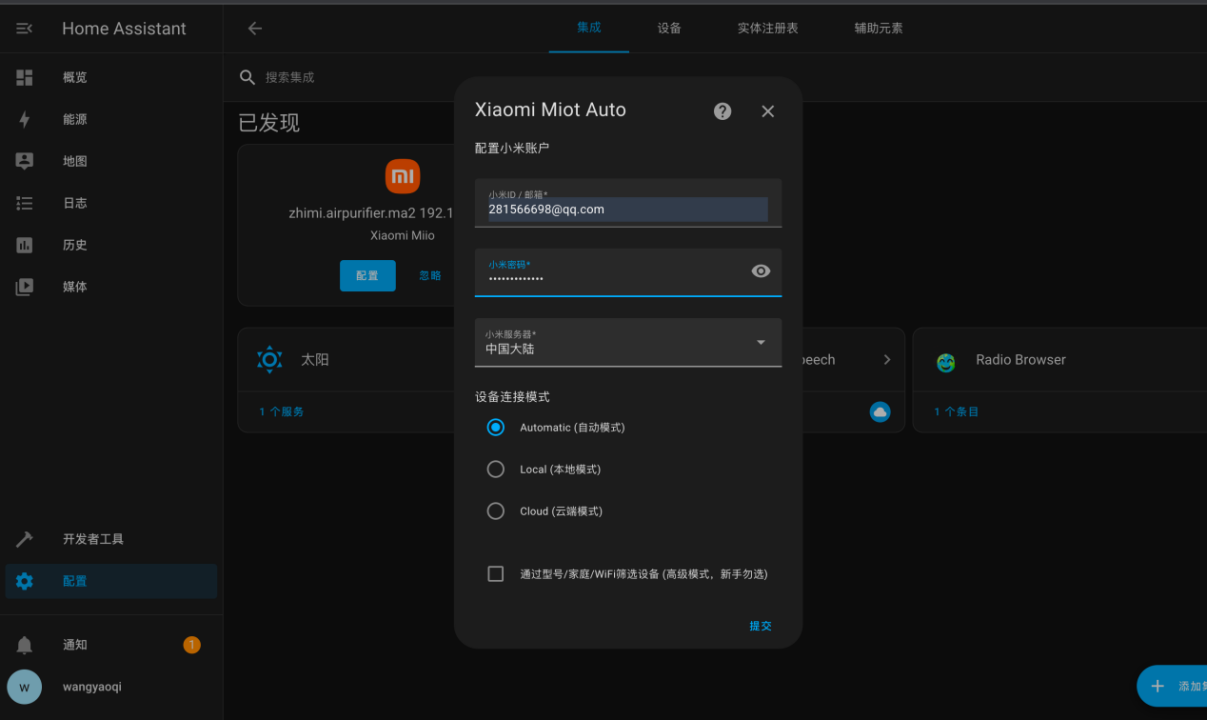 Home Assistant
集成
设备
实体注册表
辅助元素
概览
能源
地图
日志
历史
媒体
开发者工具
配置
通知
1
w
wangyaoqi
搜索集成
已发现
mi
zhimi.airpurifier.ma2 192.1
Xiaomi Miio
配置
忽略
太阳
1 个服务
Radio Browser
1 个条目
添加
Xiaomi Miot Auto
配置小米账户
小米ID / 邮箱*
281566698@qq.com
小米密码*
•••••••••••••
小米服务器*
中国大陆
设备连接模式
Automatic (自动模式)
Local (本地模式)
Cloud (云端模式)
通过型号/家庭/WiFi筛选设备 (高级模式，新手勿选)
提交